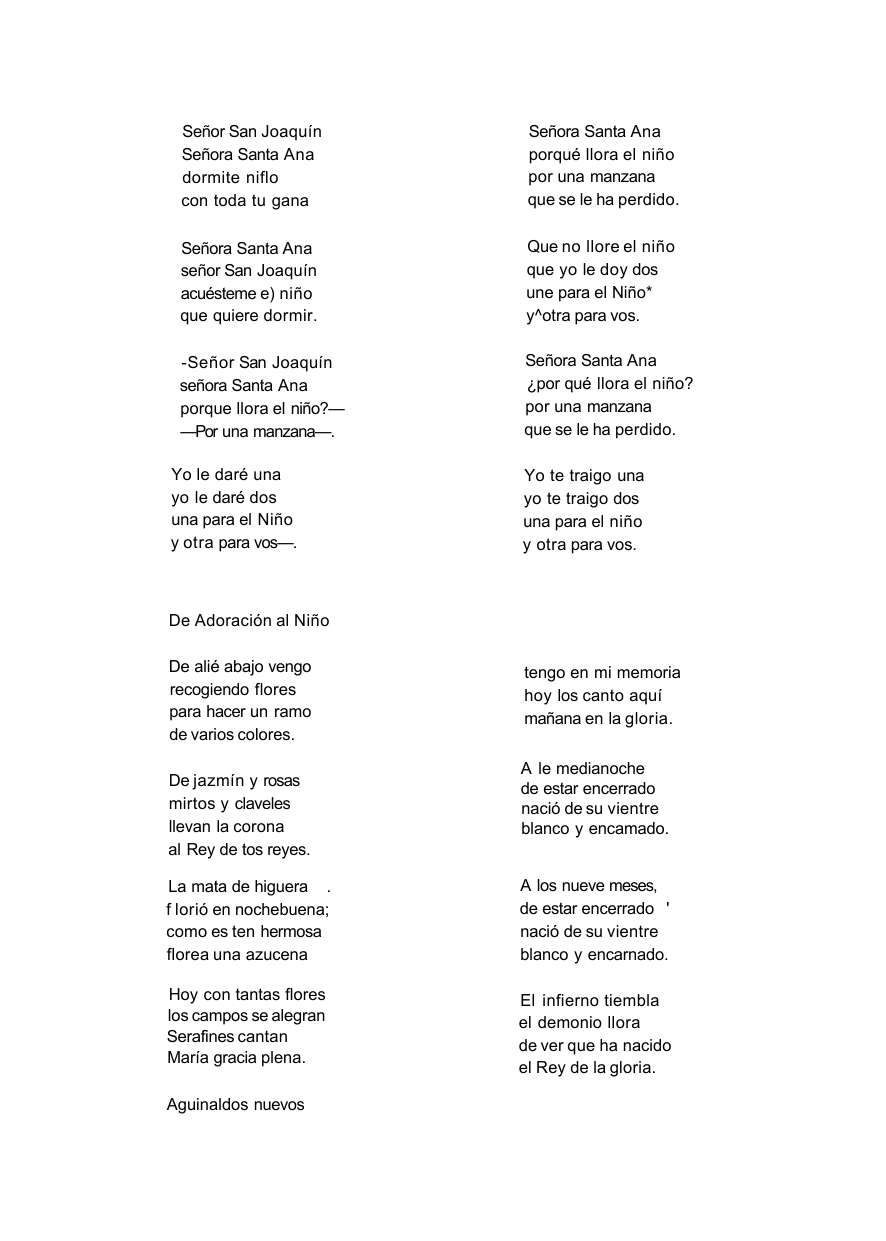 Señor San Joaquín
Señora Santa Ana
dormite niflo
con toda tu gana
Señora Santa Ana
señor San Joaquín
acuésteme e) niño
que quiere dormir.
-Señor San Joaquín
señora Santa Ana
porque llora el niño?—
—Por una manzana—.
Yo le daré una
yo le daré dos
una para el Niño
y otra para vos—.
Señora Santa Ana
porqué llora el niño
por una manzana
que se le ha perdido.
Que no llore el niño
que yo le doy dos
une para el Niño*
y^otra para vos.
Señora Santa Ana
¿por qué llora el niño?
por una manzana
que se le ha perdido.
Yo te traigo una
yo te traigo dos
una para el niño
y otra para vos.
De Adoración al Niño
De alié abajo vengo
recogiendo flores
para hacer un ramo
de varios colores.
De jazmín y rosas
mirtos y claveles
llevan la corona
al Rey de tos reyes.
La mata de higuera .
f lorió en nochebuena;
como es ten hermosa
florea una azucena
Hoy con tantas flores
los campos se alegran
Serafines cantan
María gracia plena.
Aguinaldos nuevos
tengo en mi memoria
hoy los canto aquí
mañana en la gloria.
A le medianoche
de estar encerrado
nació de su vientre
blanco y encamado.
A los nueve meses,
de estar encerrado '
nació de su vientre
blanco y encarnado.
El infierno tiembla
el demonio llora
de ver que ha nacido
el Rey de la gloria.